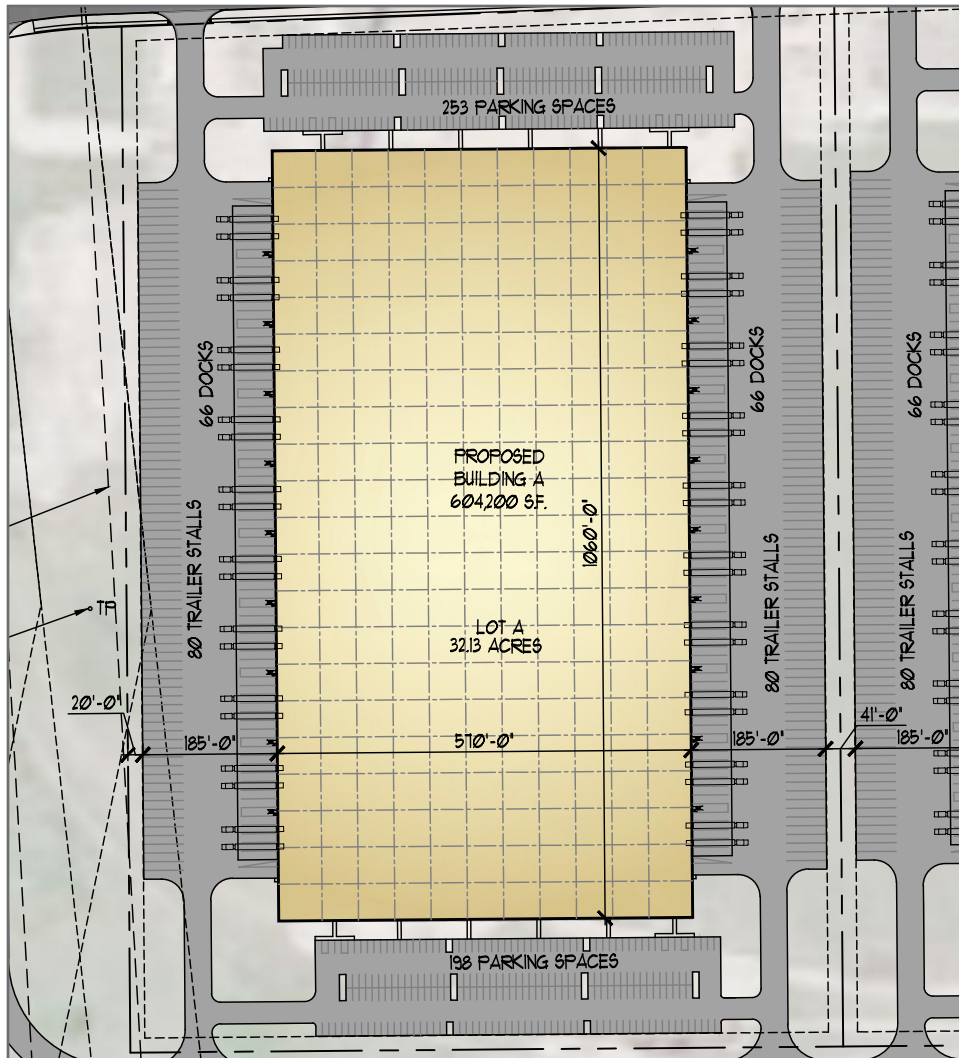 253 PARKING SPACES
66 DOCKS
66 DOCKS
66 DOCKS
PROPOSED
BUILDING A
604,200 S.F.
1060'-0"
80 TRAILER STALLS
80 TRAILER STALLS
80 TRAILER STALLS
TP
LOT A
32.13 ACRES
20'-0"
185'-0"
570'-0"
185'-0"
41'-0"
185'-0"
198 PARKING SPACES